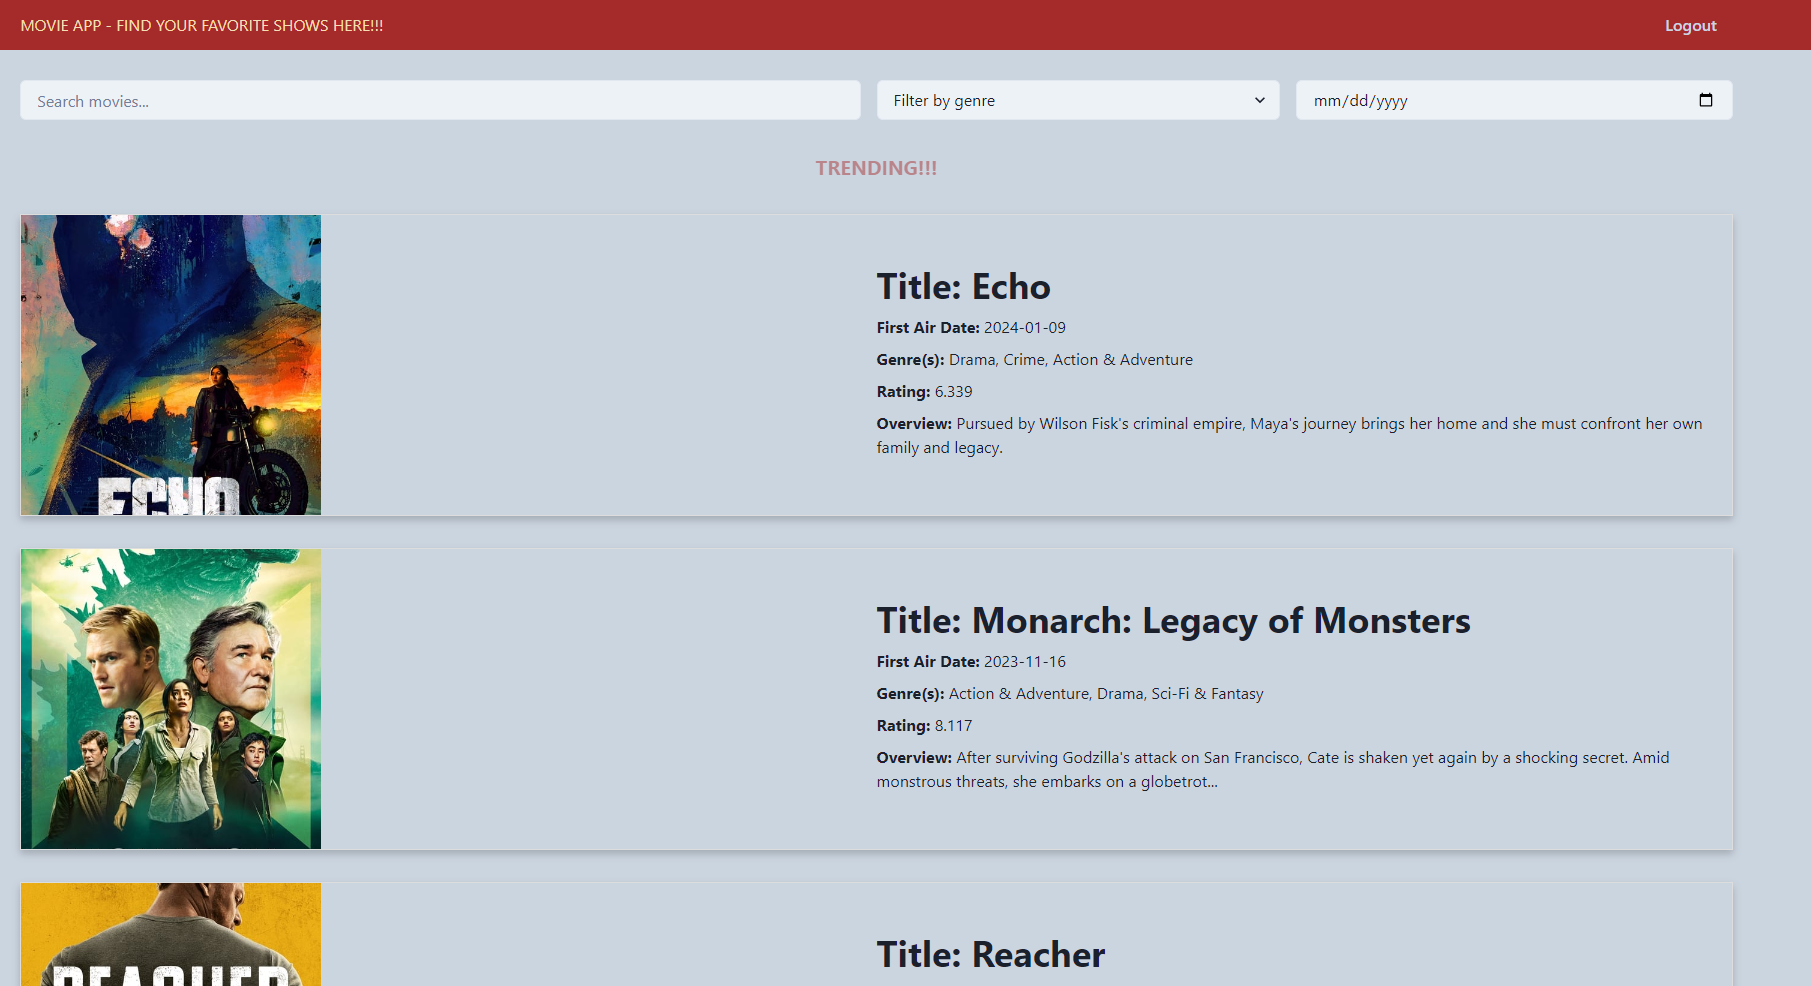 MOVIE APP - FIND YOUR FAVORITE SHOWS HERE!!!
Logout
Search movies...
Filter by genre
mm/dd/yyyy
TRENDING!!!
ECHO
Title: Echo
First Air Date: 2024-01-09
Genre(s): Drama, Crime, Action & Adventure
Rating: 6.339
Overview: Pursued by Wilson Fisk's criminal empire, Maya's journey brings her home and she must confront her own
family and legacy.
Title: Monarch: Legacy of Monsters
First Air Date: 2023-11-16
Genre(s): Action & Adventure, Drama, Sci-Fi & Fantasy
Rating: 8.117
Overview: After surviving Godzilla's attack on San Francisco, Cate is shaken yet again by a shocking secret. Amid
monstrous threats, she embarks on a globetrot...
REACHER
Title: Reacher